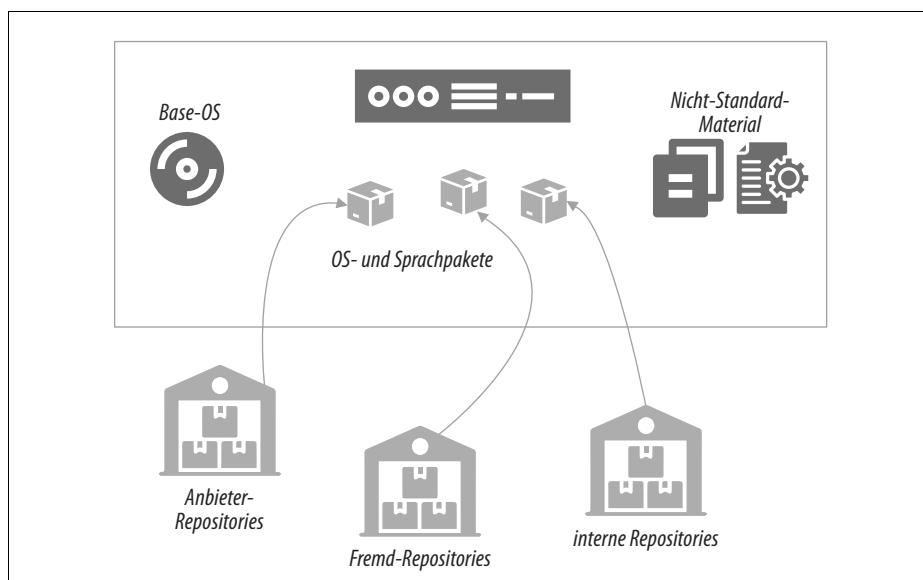 Base-OS
Nicht-Standard-
Material
OS- und Sprachpakete
Anbieter-
Repositories
Fremd-Repositories
interne Repositories